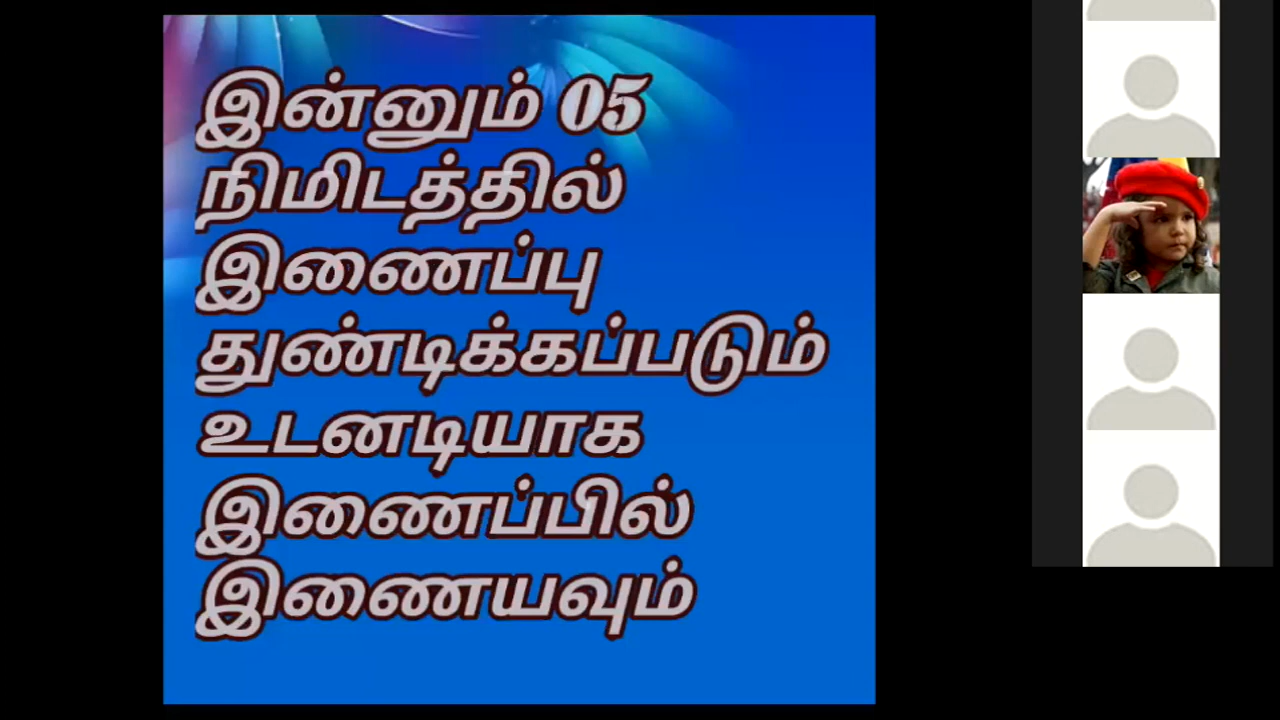 இன்னும் 05
நிமிடத்தில்
இணைப்பு
துண்டிக்கப்படும்
உடனடியாக
இணைப்பில்
இணையவும்